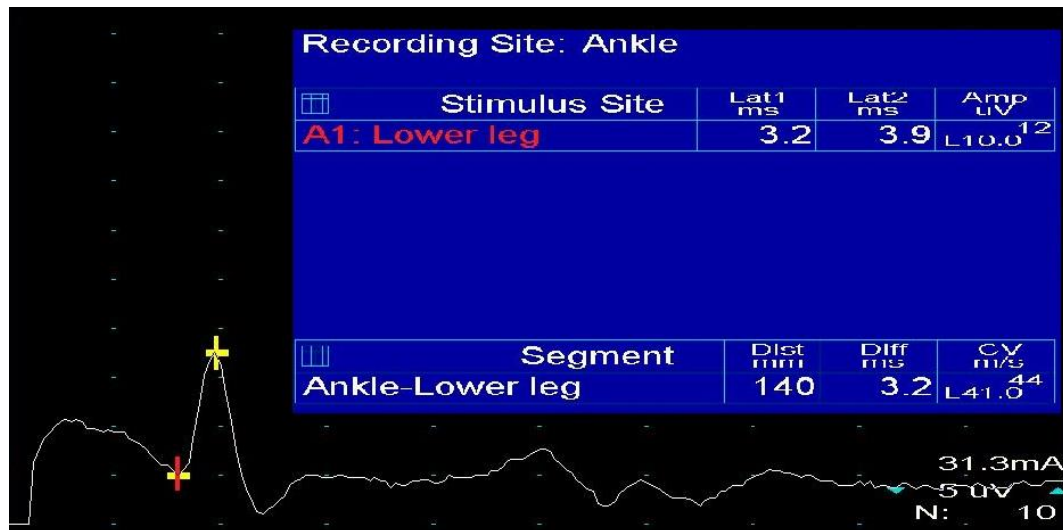 Recording Site: Ankle
Stimulus Site Lat1 ms Lat2 ms Amp uV
A1: Lower leg 3.2 3.9 L10.0 12
Segment Dist mm Diff ms CV m/s
Ankle-Lower leg 140 3.2 L41.0 44
31.3mA
5 uV
N: 10